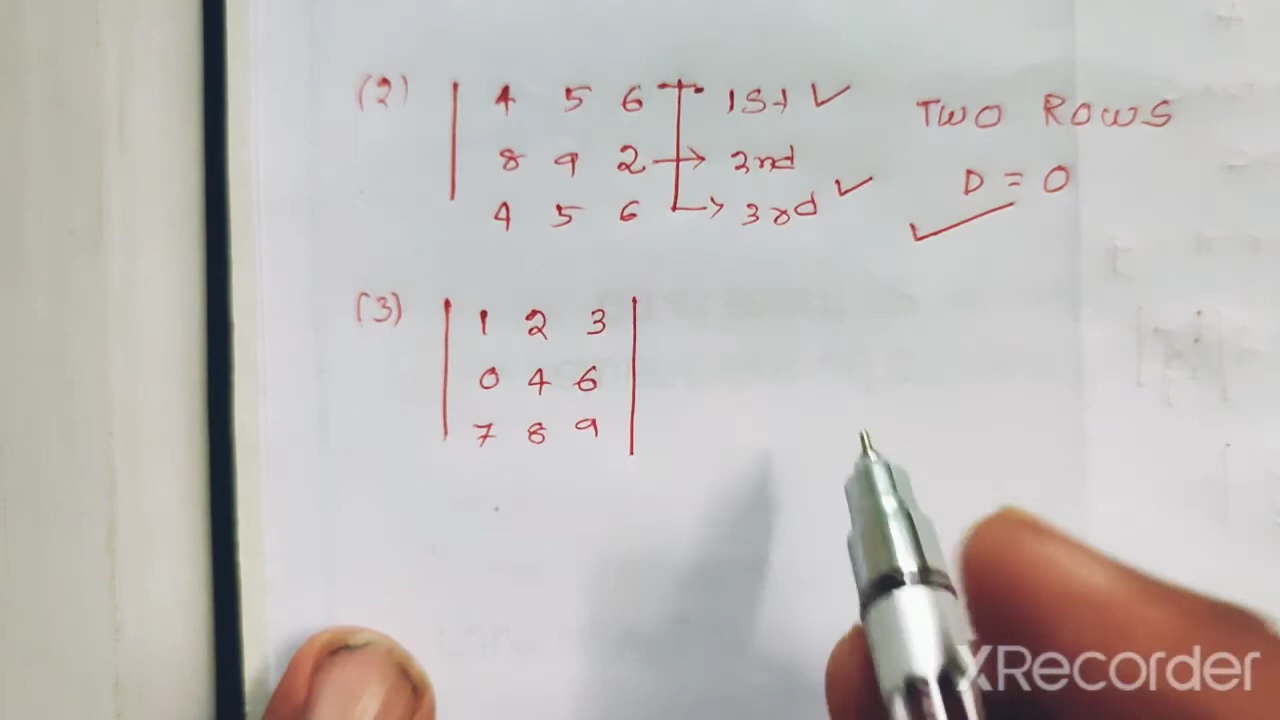 (2) 4 5 6 1St ✓ TWO ROWS
8 9 2 → 2nd
4 5 6 → 3rd ✓ D = 0 ✓
(3) 1 2 3
0 4 6
7 8 9
XRecorder